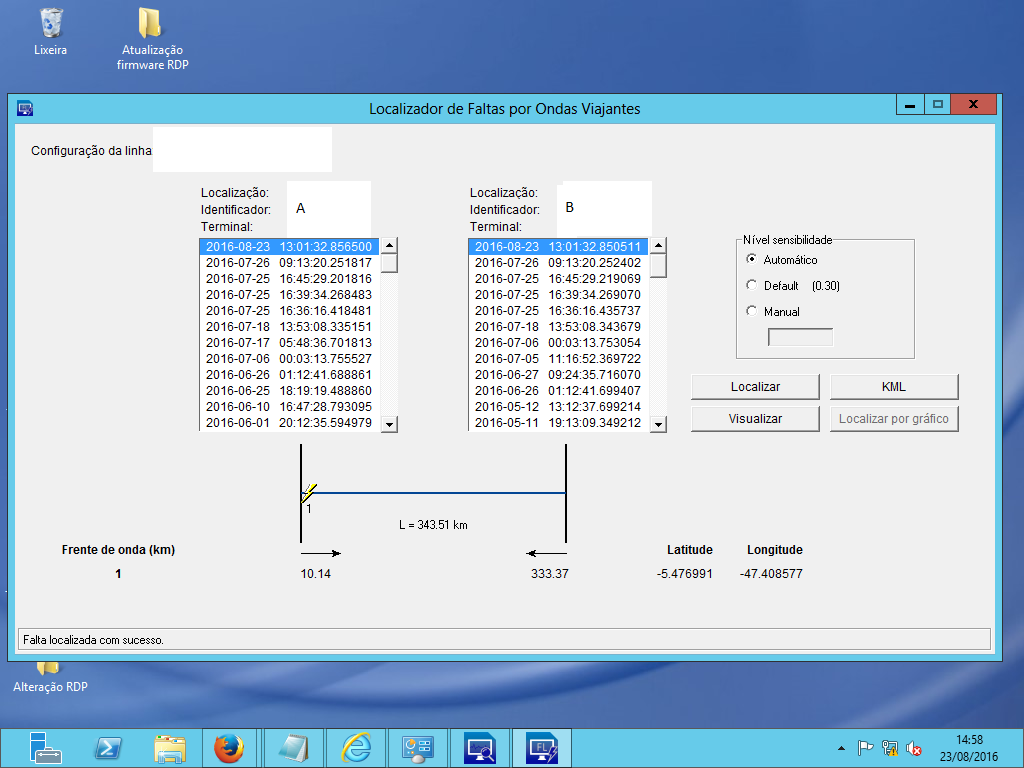 Lixeira
Atualização
firmware RDP
Localizador de Faltas por Ondas Viajantes
Configuração da linha:
Localização:
Identificador:
Terminal:
A
2016-08-23 13:01:32.856500
2016-07-26 09:13:20.251817
2016-07-25 16:45:29.201816
2016-07-25 16:39:34.268483
2016-07-25 16:36:16.418481
2016-07-18 13:53:08.335151
2016-07-17 05:48:36.701813
2016-07-06 00:03:13.755527
2016-06-26 01:12:41.688861
2016-06-25 18:19:19.488860
2016-06-10 16:47:28.793095
2016-06-01 20:12:35.594979
Localização:
Identificador:
Terminal:
B
2016-08-23 13:01:32.850511
2016-07-26 09:13:20.252402
2016-07-25 16:45:29.219069
2016-07-25 16:39:34.269070
2016-07-25 16:36:16.435737
2016-07-18 13:53:08.343679
2016-07-06 00:03:13.753054
2016-07-05 11:16:52.369722
2016-06-27 09:24:35.716070
2016-06-26 01:12:41.699407
2016-05-12 13:12:37.699214
2016-05-11 19:13:09.349212
Nível sensibilidade
Automático
Default (0.30)
Manual
Localizar
KML
Visualizar
Localizar por gráfico
1
L = 343.51 km
Frente de onda (km)
Latitude Longitude
1 10.14 333.37 -5.476991 -47.408577
Falta localizada com sucesso.
Alteração RDP
FL
14:58
23/08/2016